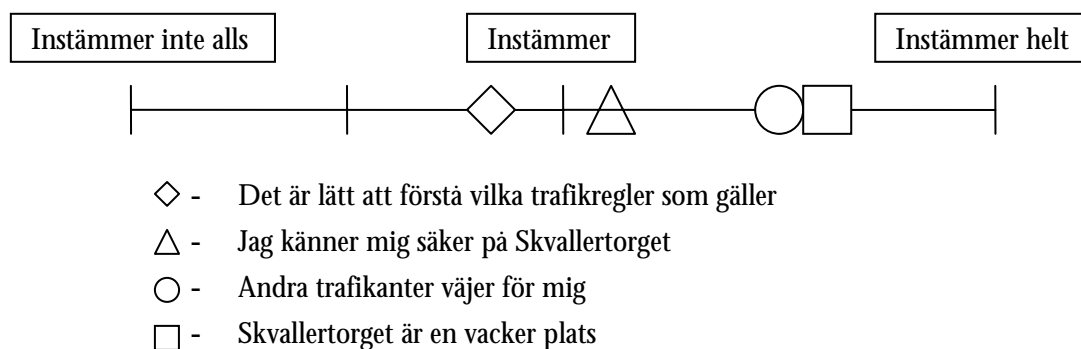 Instämmer inte alls Instämmer Instämmer helt
- Det är lätt att förstå vilka trafikregler som gäller
- Jag känner mig säker på Skvallertorget
- Andra trafikanter väjer för mig
- Skvallertorget är en vacker plats